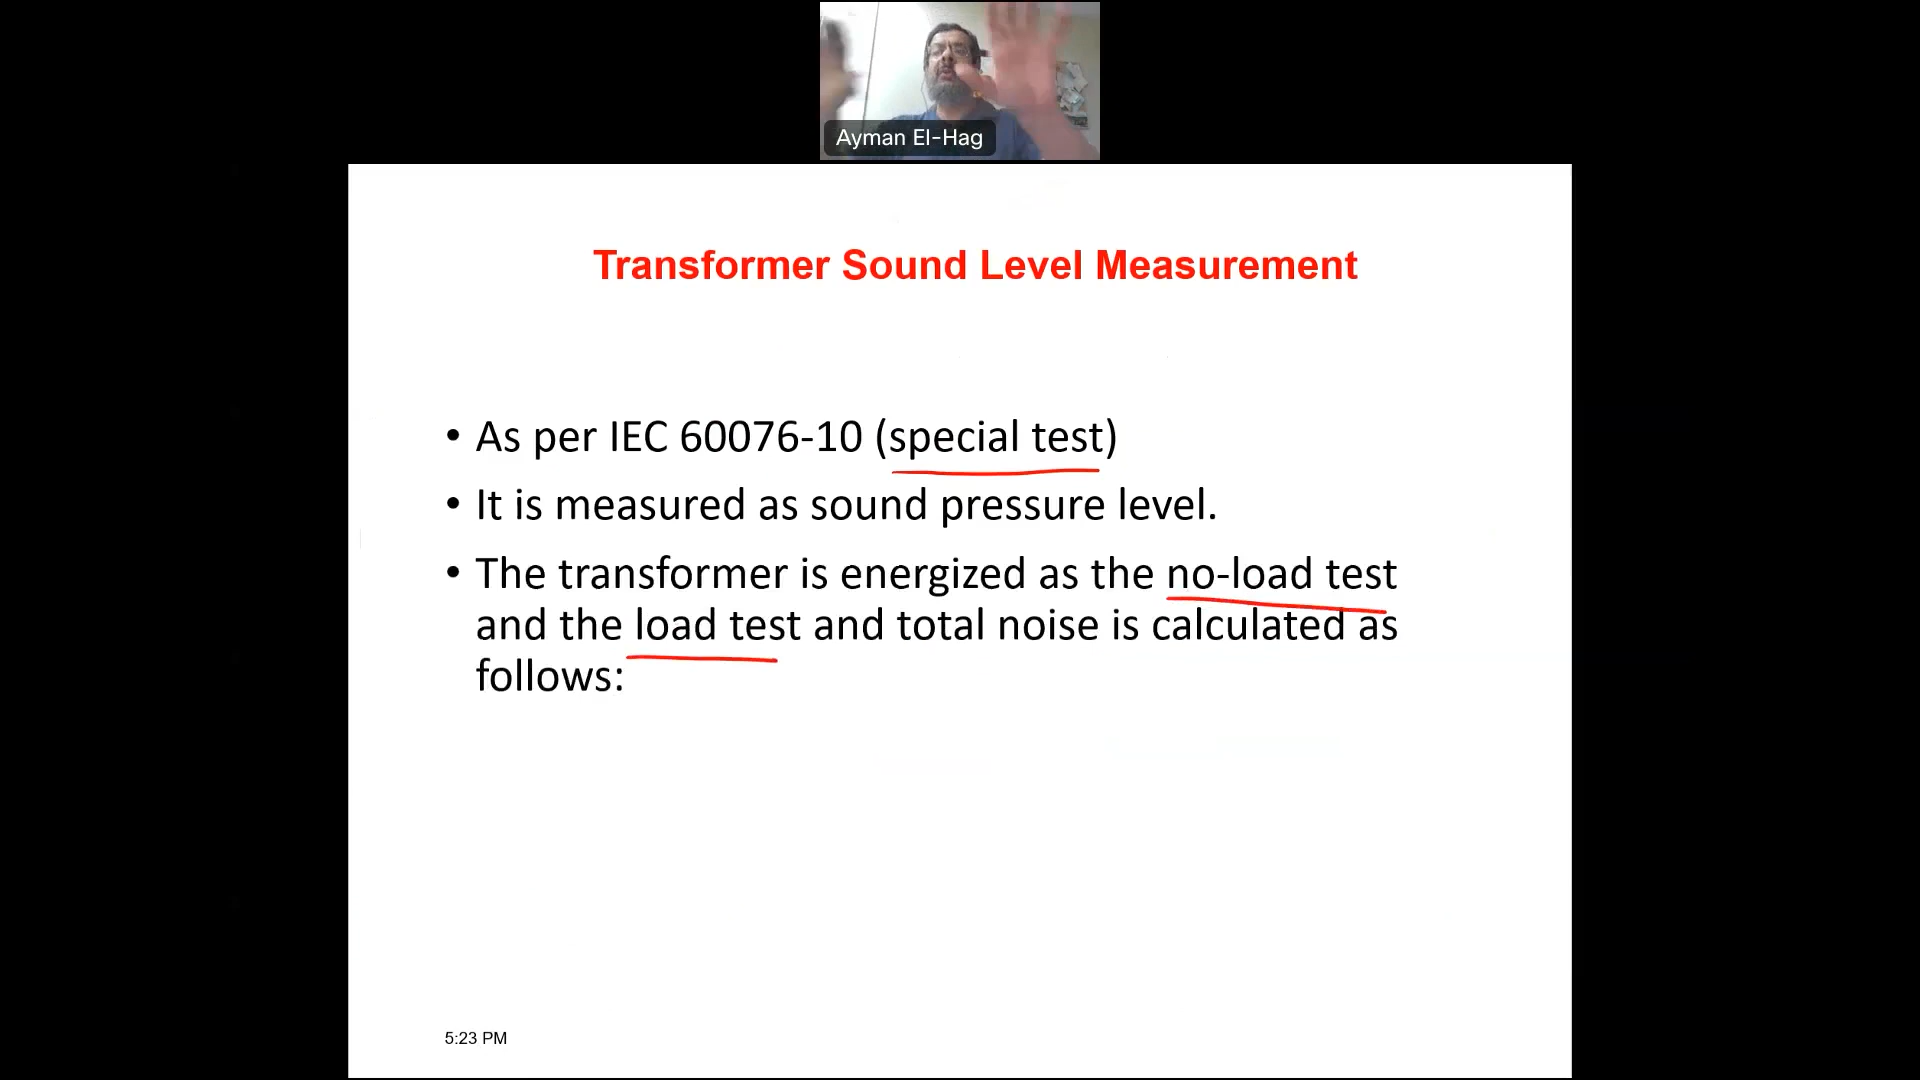 Ayman El-Hag
Transformer Sound Level Measurement
• As per IEC 60076-10 (special test)
• It is measured as sound pressure level.
• The transformer is energized as the no-load test
and the load test and total noise is calculated as
follows:
5:23 PM